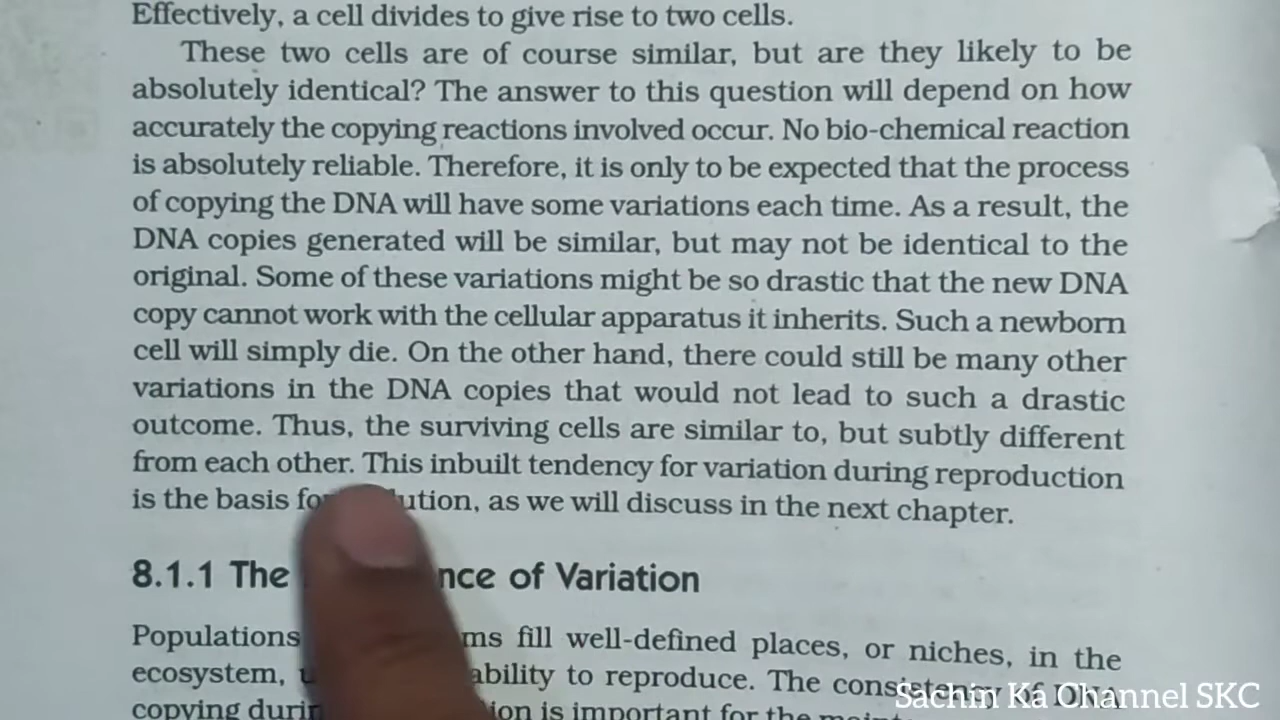 Effectively, a cell divides to give rise to two cells.
These two cells are of course similar, but are they likely to be
absolutely identical? The answer to this question will depend on how
accurately the copying reactions involved occur. No bio-chemical reaction
is absolutely reliable. Therefore, it is only to be expected that the process
of copying the DNA will have some variations each time. As a result, the
DNA copies generated will be similar, but may not be identical to the
original. Some of these variations might be so drastic that the new DNA
copy cannot work with the cellular apparatus it inherits. Such a newborn
cell will simply die. On the other hand, there could still be many other
variations in the DNA copies that would not lead to such a drastic
outcome. Thus, the surviving cells are similar to, but subtly different
from each other. This inbuilt tendency for variation during reproduction
is the basis lution, as we will discuss in the next chapter.
8.1.1 The nce of Variation
Populations ms fill well-defined places, or niches, in the
ecosystem, ability to reproduce. The consistency of DNA
copying ion is important for the
Sachin Ka Channel SKC